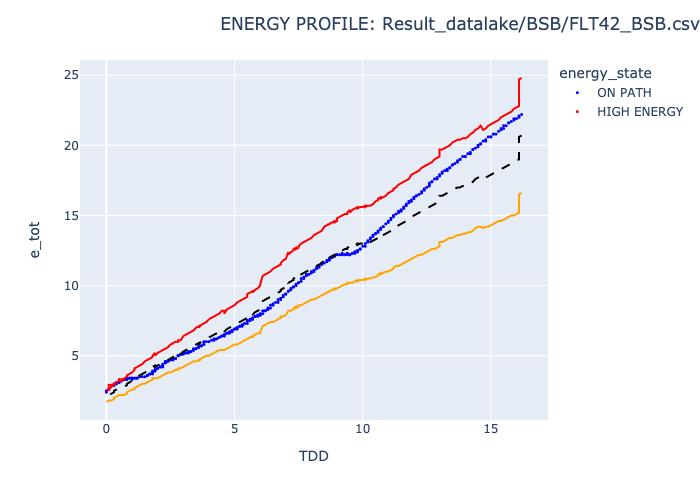 ENERGY PROFILE: Result_datalake/BSB/FLT42_BSB.csv
energy_state
ON PATH
HIGH ENERGY
e_tot
25
20
15
10
5
0
5
10
15
TDD